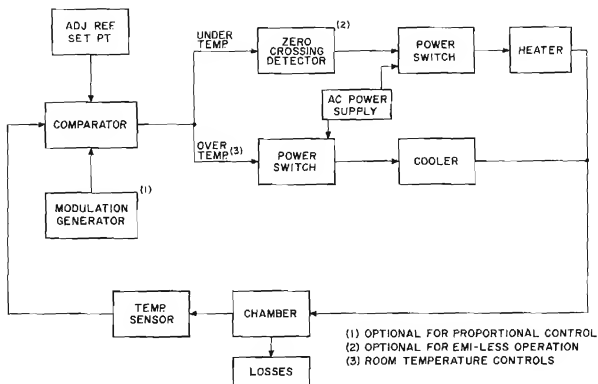 ADJ REF
SET PT
UNDER
TEMP.
(2)
ZERO
CROSSING
DETECTOR
POWER
SWITCH
HEATER
COMPARATOR
AC POWER
SUPPLY
OVER
TEMP.(3)
POWER
SWITCH
COOLER
(1)
MODULATION
GENERATOR
TEMP.
SENSOR
CHAMBER
LOSSES
(1) OPTIONAL FOR PROPORTIONAL CONTROL
(2) OPTIONAL FOR EMI-LESS OPERATION
(3) ROOM TEMPERATURE CONTROLS